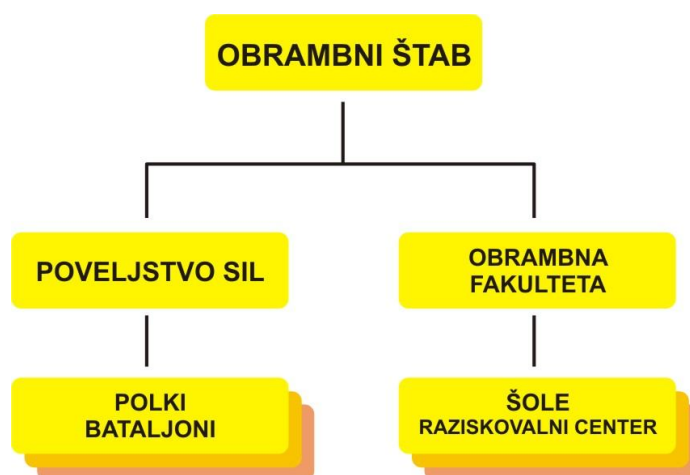 OBRAMBNI ŠTAB
POVELJSTVO SIL
OBRAMBNA
FAKULTETA
POLKI
BATALJONI
ŠOLE
RAZISKOVALNI CENTER